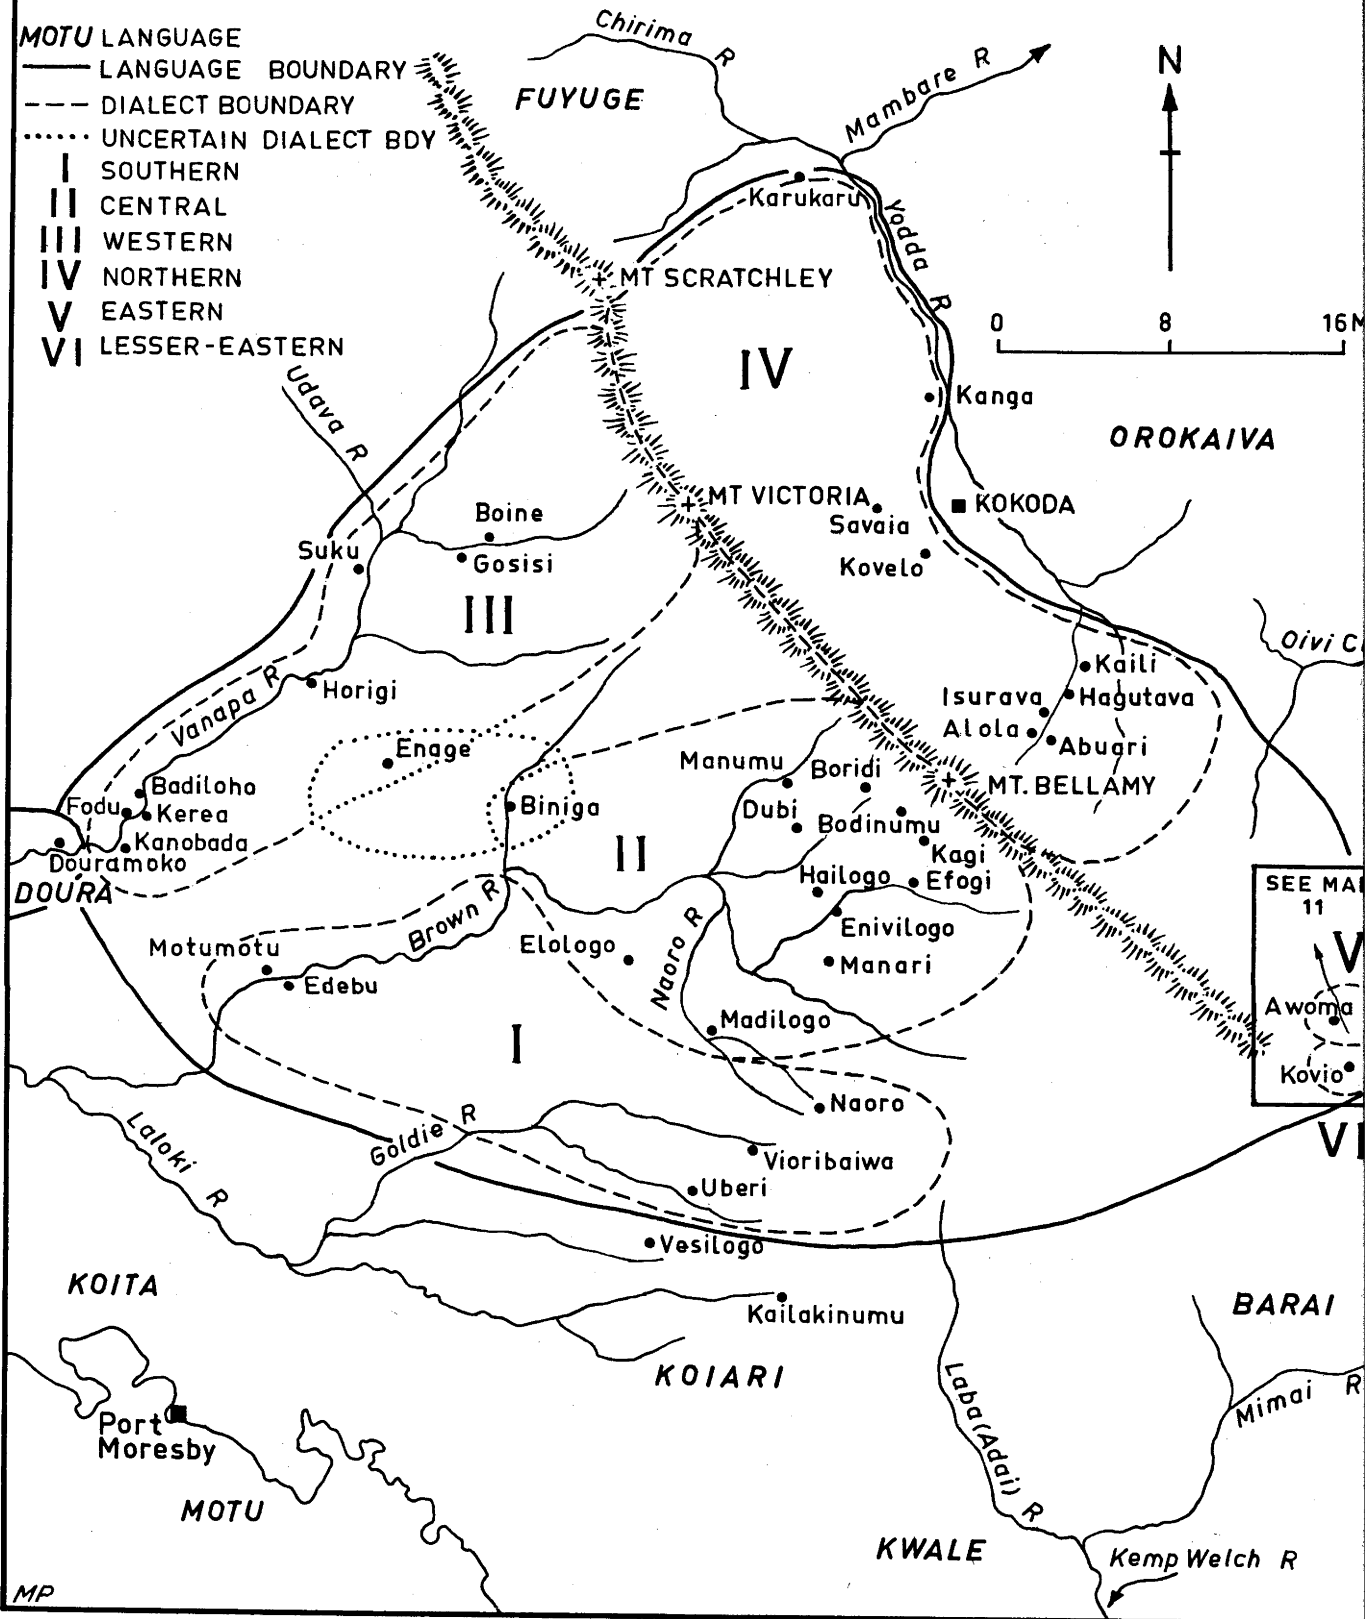 MOTU LANGUAGE
LANGUAGE BOUNDARY
DIALECT BOUNDARY
UNCERTAIN DIALECT BDY
I SOUTHERN
II CENTRAL
III WESTERN
IV NORTHERN
V EASTERN
VI LESSER-EASTERN
Chirima R
FUYUGE
Mambare R
N
Karukaru
Yodda R
MT SCRATCHLEY
0 8 16M
IV
Udava R
Kanga
OROKAIVA
MT VICTORIA
Savaia
KOKODA
Boine
Suku
Gosisi
Kovelo
III
Oivi C
Kaili
Vanapa R
Horigi
Isurava
Hagutava
Alola
Abuari
Enage
Manumu
Boridi
MT. BELLAMY
Badiloho
Fodu
Kerea
Biniga
Dubi
Bodinumu
Kanobada
II
Kagi
Douramoko
Hailogo
Efogi
DOURA
SEE MA
11
Brown R
Naoro R
Enivilogo
Motumotu
Elologo
V
Edebu
Manari
Awoma
Madilogo
I
Kovio
Naoro
Goldie R
VI
Laloki R
Vioribaiwa
Uberi
Vesilogo
KOITA
Kailakinumu
BARAI
KOIARI
Laba(Adai) R
Mimai R
Port
Moresby
MOTU
KWALE
Kemp Welch R
MP